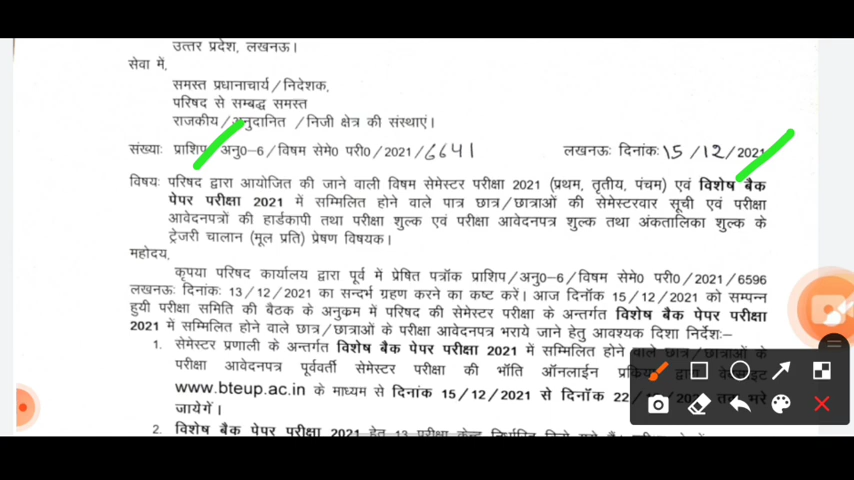 उत्तर प्रदेश, लखनऊ।
सेवा में,
समस्त प्रधानाचार्य/निदेशक,
परिषद से सम्बद्ध समस्त
राजकीय/अनुदानित /निजी क्षेत्र की संस्थाएं।
संख्याः प्राशिप/अनु0-6/विषम सेमे0 परी0/2021/6641 लखनऊः दिनांकः15/12/2021
विषयः परिषद द्वारा आयोजित की जाने वाली विषम सेमेस्टर परीक्षा 2021 (प्रथम, तृतीय, पंचम) एवं विशेष बैक
पेपर परीक्षा 2021 में सम्मिलित होने वाले पात्र छात्र/छात्राओं की सेमेस्टरवार सूची एवं परीक्षा
आवेदनपत्रों की हार्डकापी तथा परीक्षा शुल्क एवं परीक्षा आवेदनपत्र शुल्क तथा अंकतालिका शुल्क के
ट्रेजरी चालान (मूल प्रति) प्रेषण विषयक।
महोदय,
कृपया परिषद कार्यालय द्वारा पूर्व में प्रेषित पत्रॉक प्राशिप/अनु0-6/विषम सेमे0 परी0/2021/6596
लखनऊः दिनांकः 13/12/2021 का सन्दर्भ ग्रहण करने का कष्ट करें। आज दिनॉक 15/12/2021 को सम्पन्न
हुयी परीक्षा समिति की बैठक के अनुकम में परिषद की सेमेस्टर परीक्षा के अन्तर्गत विशेष बैक पेपर परीक्षा
2021 में सम्मिलित होने वाले छात्र/छात्राओं के परीक्षा आवेदनपत्र भराये जाने हेतु आवश्यक दिशा निर्देशः-
1. सेमेस्टर प्रणाली के अन्तर्गत विशेष बैक पेपर परीक्षा 2021 में सम्मिलित होने वाले छात्र/छात्राओं के
परीक्षा आवेदनपत्र पूर्ववर्ती सेमेस्टर परीक्षा की भॉति ऑनलाईन प्रकिया द्वारा
www.bteup.ac.in के माध्यम से दिनांक 15/12/2021 से दिनॉक 22/ भरे
जायेगें।
2. विशेष बैक पेपर परीक्षा 2021 हेतु 13 परीक्षा केन्द्र निर्धारित किये गये हैं।